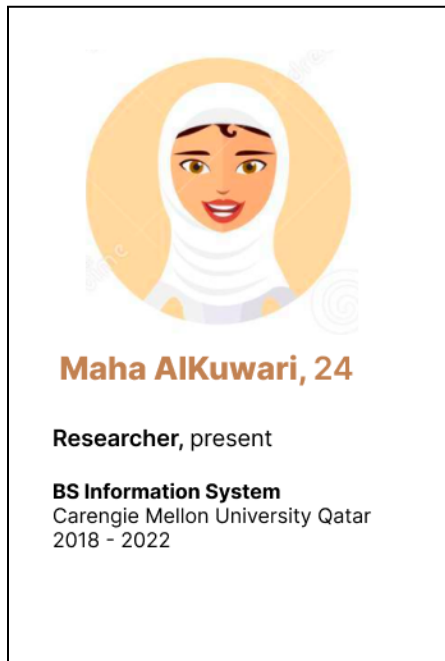 Maha AlKuwari, 24
Researcher, present
BS Information System
Carengie Mellon University Qatar
2018 - 2022